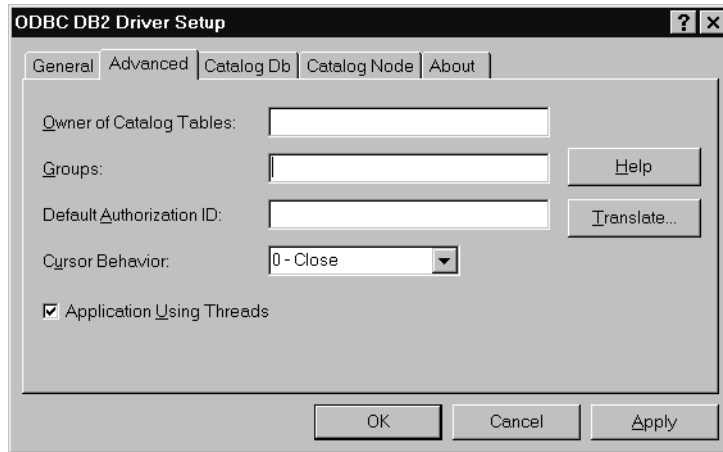 ODBC DB2 Driver Setup
General Advanced Catalog Db Catalog Node About
Owner of Catalog Tables:
Groups:
Help
Default Authorization ID:
Translate...
Cursor Behavior: 0 - Close
Application Using Threads
OK Cancel Apply